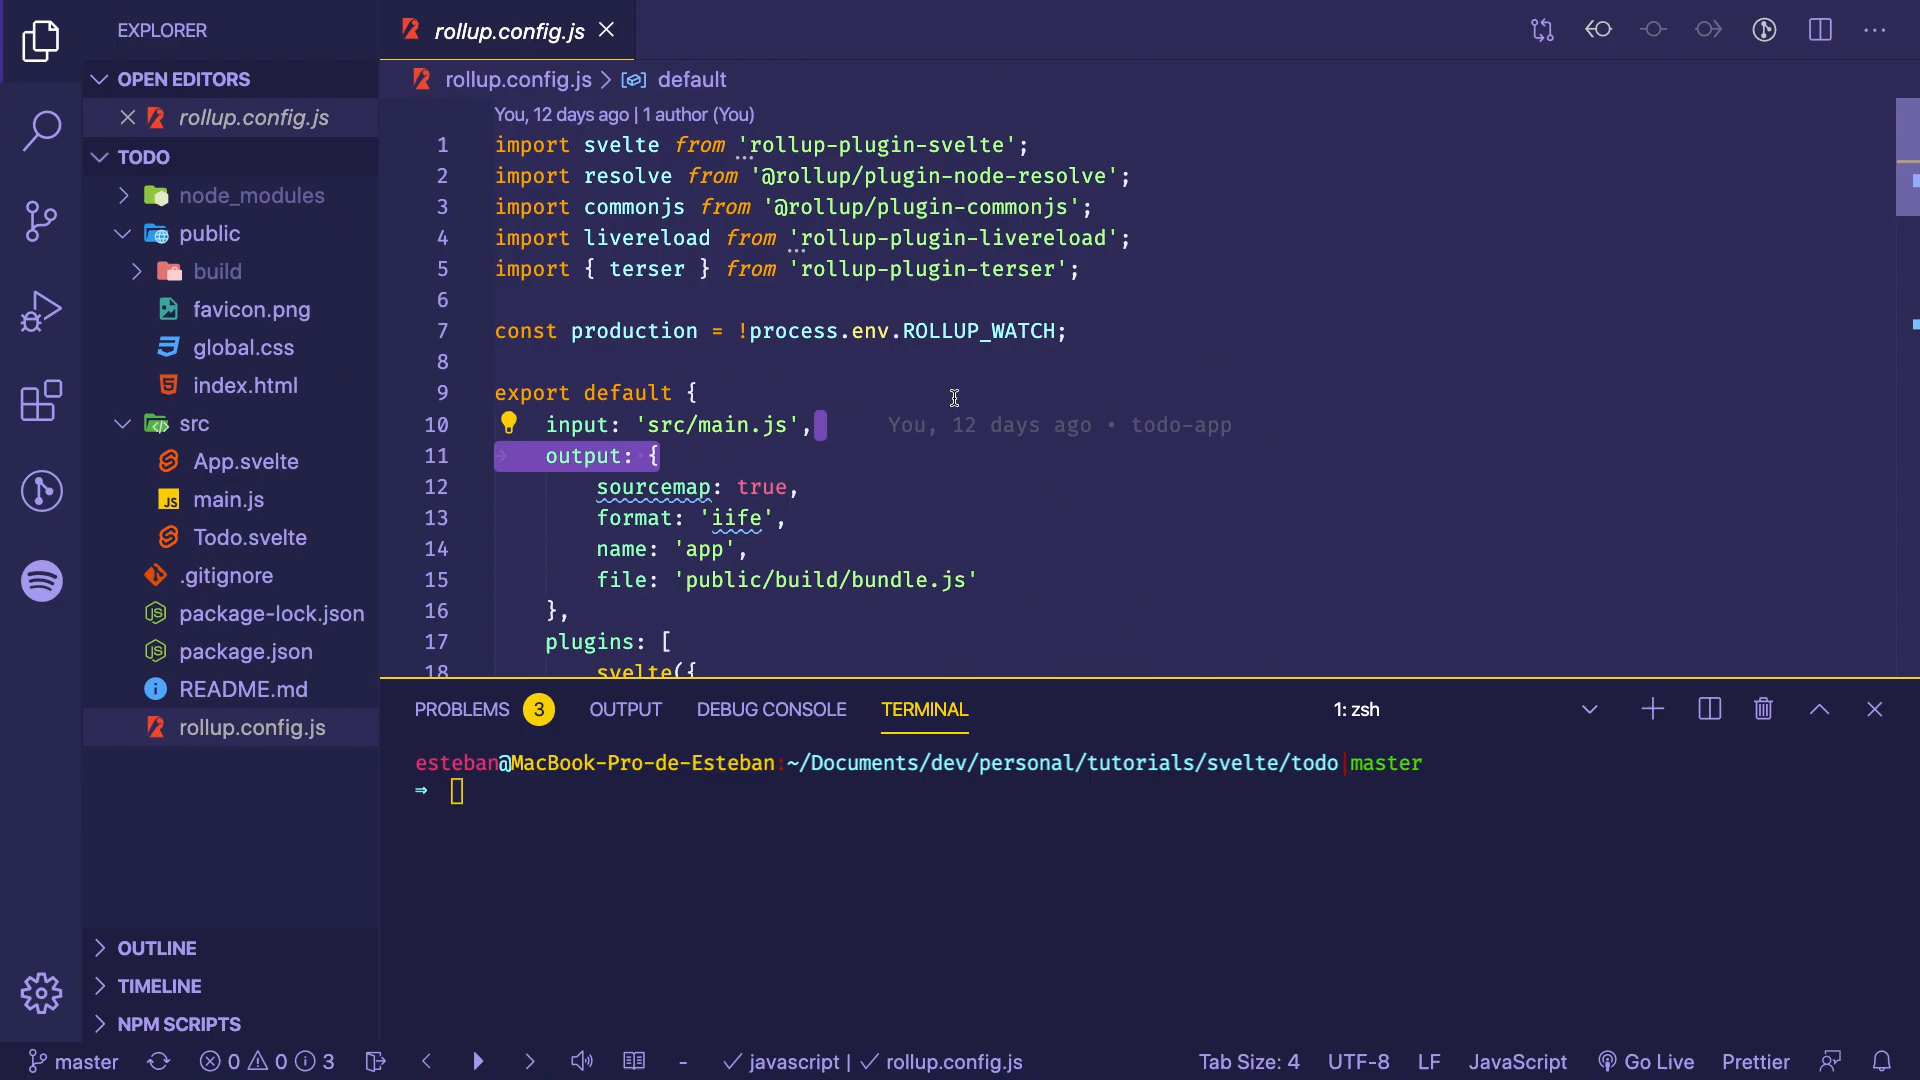 EXPLORER
OPEN EDITORS
rollup.config.js
TODO
node_modules
public
build
favicon.png
global.css
index.html
src
App.svelte
JS main.js
Todo.svelte
.gitignore
package-lock.json
package.json
README.md
rollup.config.js
OUTLINE
TIMELINE
NPM SCRIPTS
rollup.config.js
rollup.config.js > default
You, 12 days ago | 1 author (You)
1 import svelte from 'rollup-plugin-svelte';
2 import resolve from '@rollup/plugin-node-resolve';
3 import commonjs from '@rollup/plugin-commonjs';
4 import livereload from 'rollup-plugin-livereload';
5 import { terser } from 'rollup-plugin-terser';
6
7 const production = !process.env.ROLLUP_WATCH;
8
9 export default {
10 input: 'src/main.js', You, 12 days ago • todo-app
11 output: {
12 sourcemap: true,
13 format: 'iife',
14 name: 'app',
15 file: 'public/build/bundle.js'
16 },
17 plugins: [
18 svelte({
PROBLEMS 3 OUTPUT DEBUG CONSOLE TERMINAL 1: zsh
esteban@MacBook-Pro-de-Esteban:~/Documents/dev/personal/tutorials/svelte/todo|master
⇒
master 0 0 3 - ✓ javascript | ✓ rollup.config.js Tab Size: 4 UTF-8 LF JavaScript Go Live Prettier